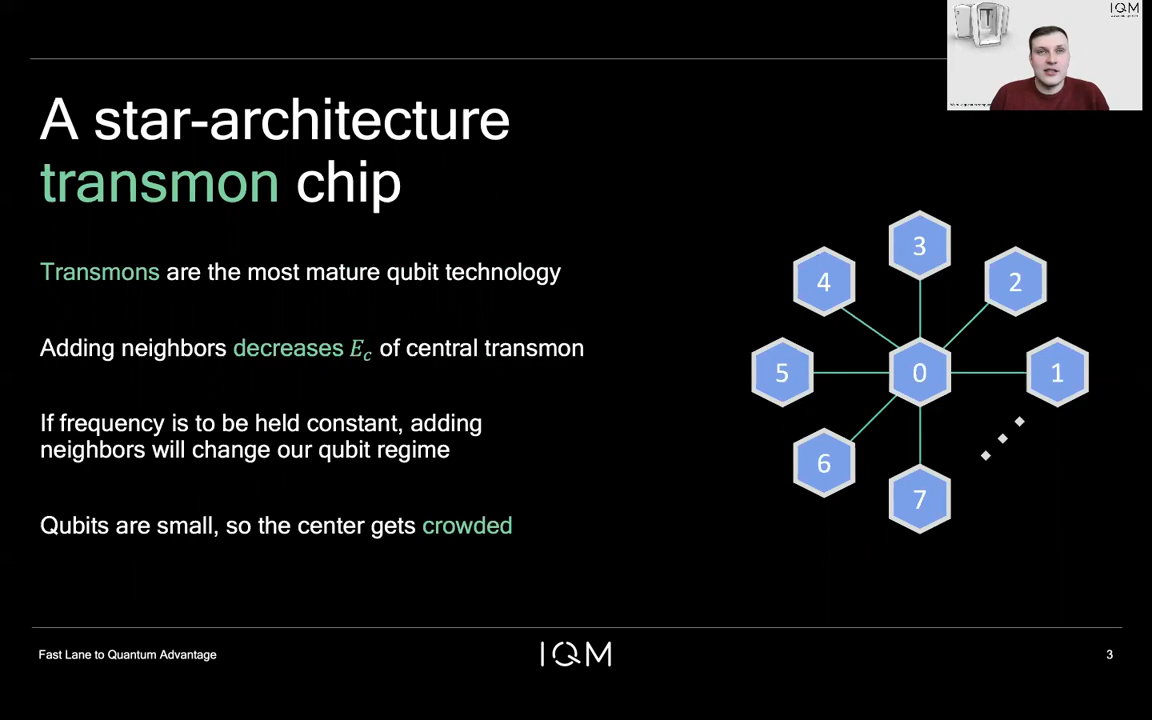 IQM
A star-architecture
transmon chip
Transmons are the most mature qubit technology
Adding neighbors decreases E_c of central transmon
If frequency is to be held constant, adding
neighbors will change our qubit regime
Qubits are small, so the center gets crowded
3
4
2
5
0
1
6
7
Fast Lane to Quantum Advantage
IQM
3